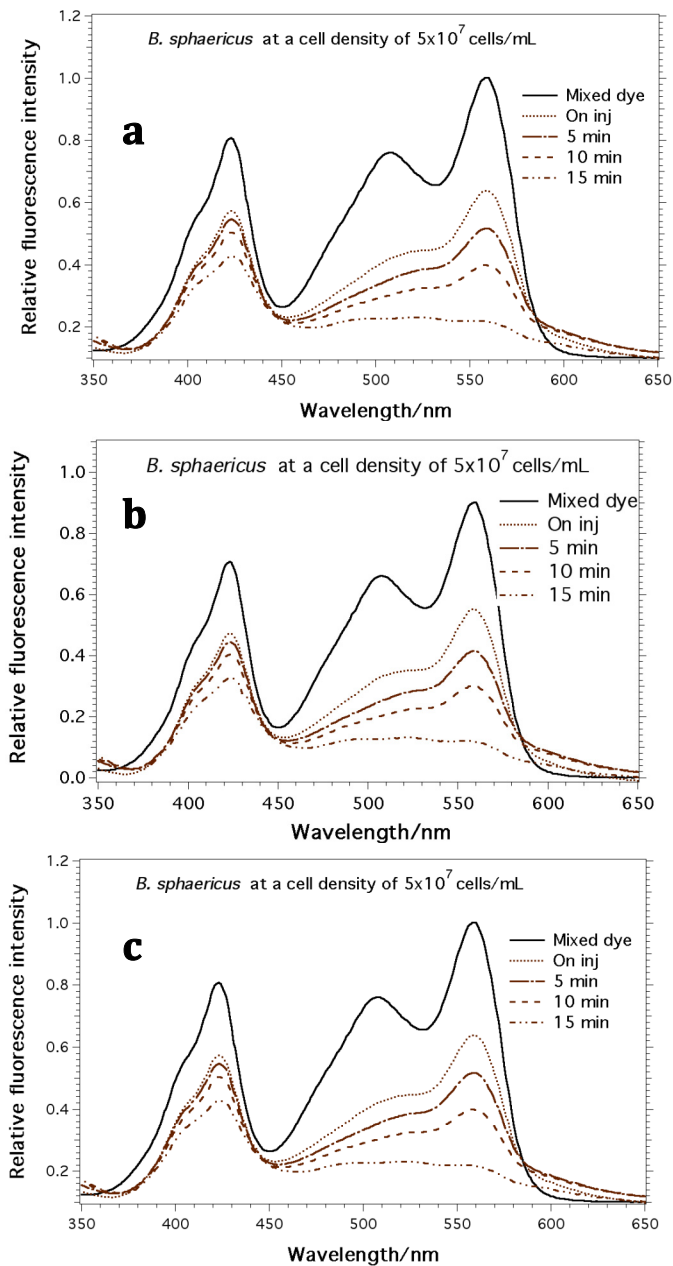 1.2
B. sphaericus at a cell density of 5x10⁷ cells/mL
1.0
a
Mixed dye
On inj
5 min
10 min
15 min
0.8
0.6
0.4
0.2
Relative fluorescence intensity
350 400 450 500 550 600 650
Wavelength/nm
B. sphaericus at a cell density of 5x10⁷ cells/mL
1.0
b
Mixed dye
On inj
5 min
10 min
15 min
0.8
0.6
0.4
0.2
0.0
Relative fluorescence intensity
350 400 450 500 550 600 650
Wavelength/nm
1.2
B. sphaericus at a cell density of 5x10⁷ cells/mL
1.0
c
Mixed dye
On inj
5 min
10 min
15 min
0.8
0.6
0.4
0.2
Relative fluorescence intensity
350 400 450 500 550 600 650
Wavelength/nm